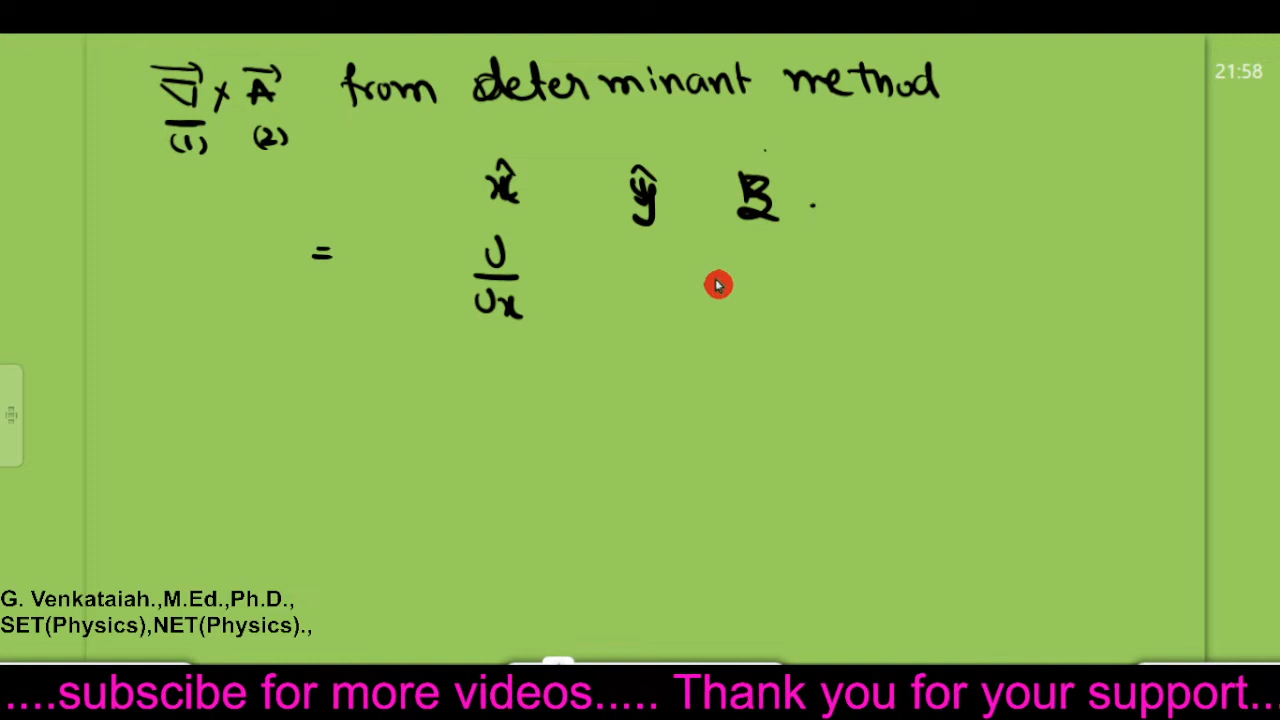 ∇⃗ × A⃗ from determinant method
21:58
(1) (2)
x̂ ŷ
= ∂/∂x
G. Venkataiah.,M.Ed.,Ph.D.,
SET(Physics),NET(Physics).,
....subscibe for more videos..... Thank you for your support...